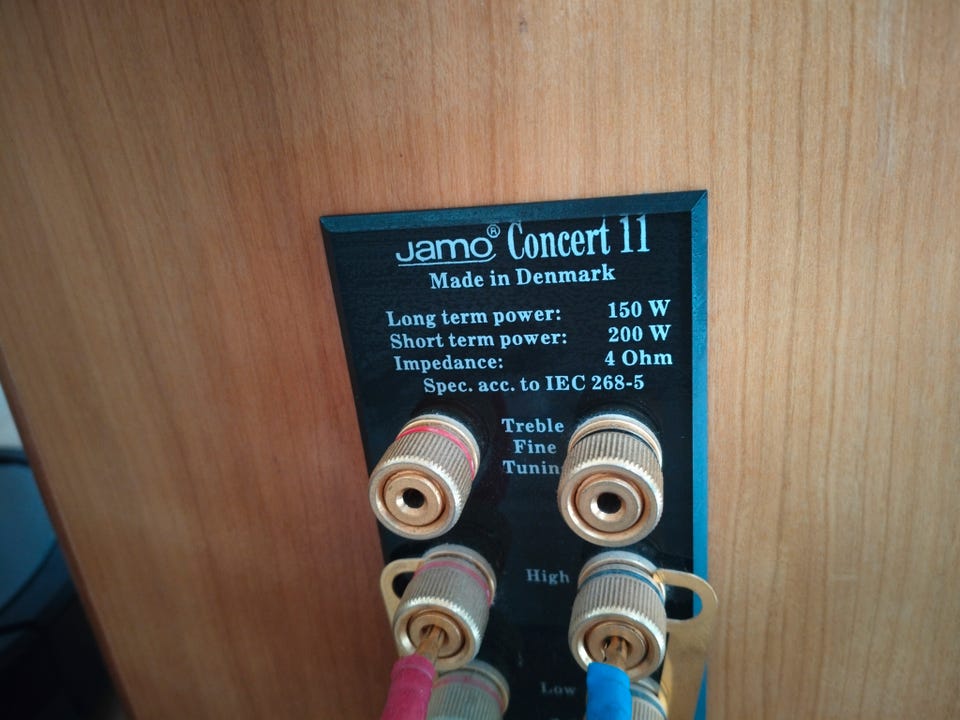 Jamo® Concert 11
Made in Denmark
Long term power: 150 W
Short term power: 200 W
Impedance: 4 Ohm
Spec. acc. to IEC 268-5
Treble
Fine
Tunin
High
Low